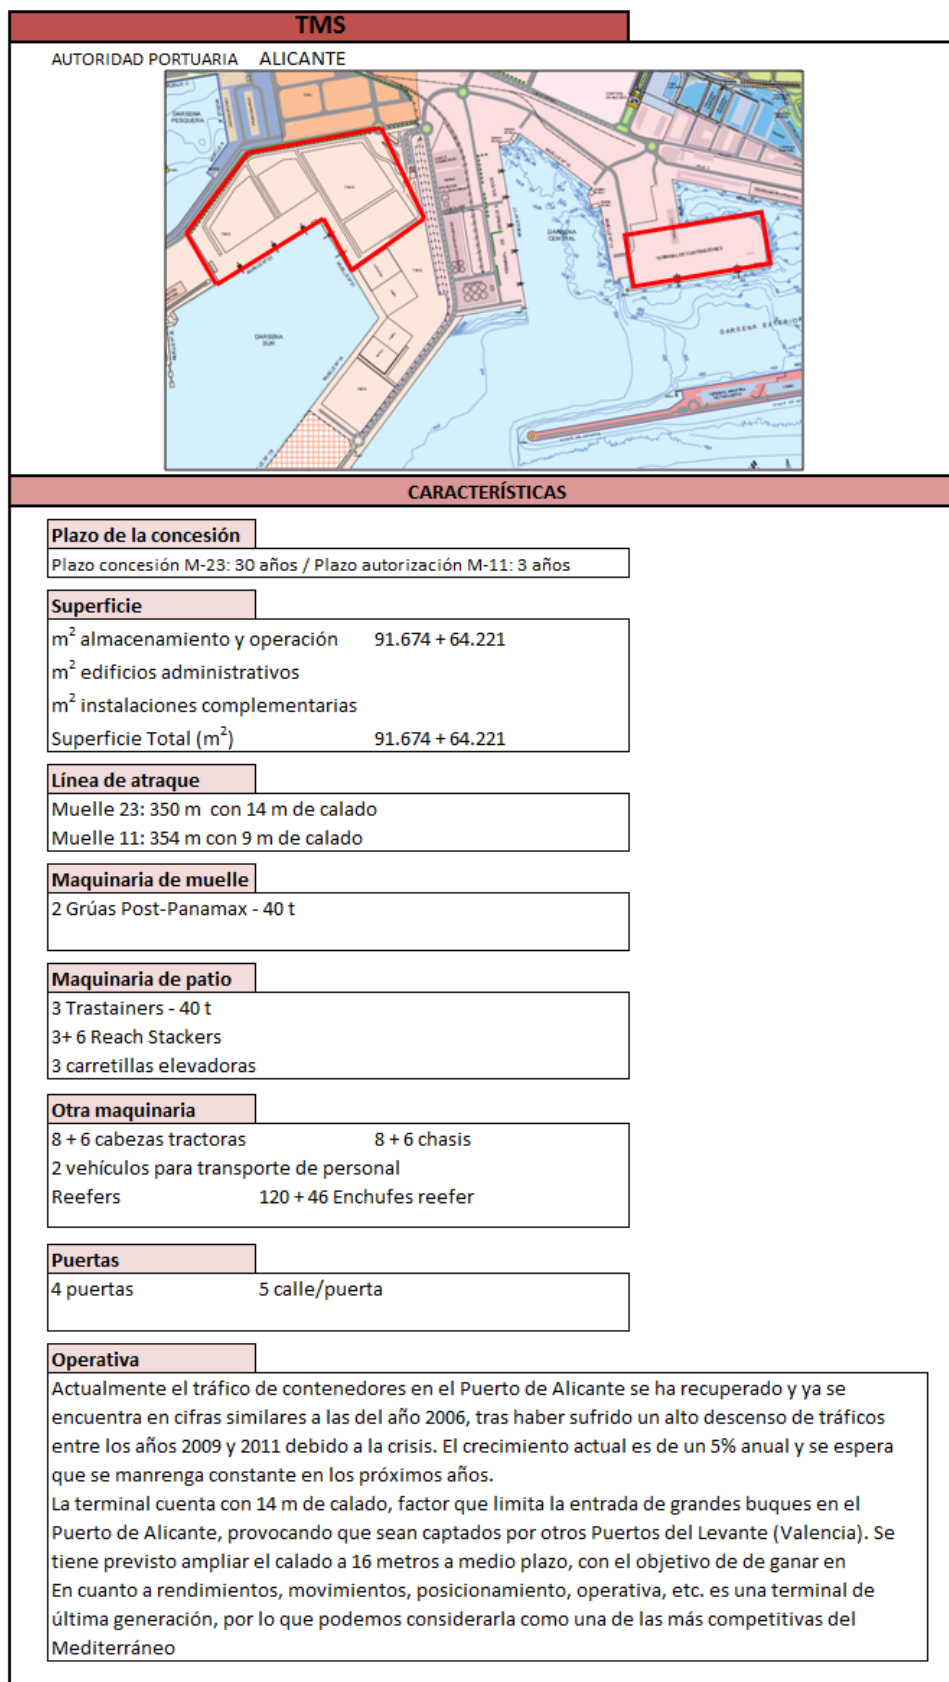 TMS
AUTORIDAD PORTUARIA ALICANTE
DARSENA
PESQUERA
DARSENA
CENTRAL
TERMINAL DE CONTENEDORES
DARSENA EXTERIOR
DARSENA
SUR
CARACTERÍSTICAS
Plazo de la concesión
Plazo concesión M-23: 30 años / Plazo autorización M-11: 3 años
Superficie
m² almacenamiento y operación 91.674 + 64.221
m² edificios administrativos
m² instalaciones complementarias
Superficie Total (m²) 91.674 + 64.221
Línea de atraque
Muelle 23: 350 m con 14 m de calado
Muelle 11: 354 m con 9 m de calado
Maquinaria de muelle
2 Grúas Post-Panamax - 40 t
Maquinaria de patio
3 Trastainers - 40 t
3+ 6 Reach Stackers
3 carretillas elevadoras
Otra maquinaria
8 + 6 cabezas tractoras 8 + 6 chasis
2 vehículos para transporte de personal
Reefers 120 + 46 Enchufes reefer
Puertas
4 puertas 5 calle/puerta
Operativa
Actualmente el tráfico de contenedores en el Puerto de Alicante se ha recuperado y ya se
encuentra en cifras similares a las del año 2006, tras haber sufrido un alto descenso de tráficos
entre los años 2009 y 2011 debido a la crisis. El crecimiento actual es de un 5% anual y se espera
que se manrenga constante en los próximos años.
La terminal cuenta con 14 m de calado, factor que limita la entrada de grandes buques en el
Puerto de Alicante, provocando que sean captados por otros Puertos del Levante (Valencia). Se
tiene previsto ampliar el calado a 16 metros a medio plazo, con el objetivo de de ganar en
En cuanto a rendimientos, movimientos, posicionamiento, operativa, etc. es una terminal de
última generación, por lo que podemos considerarla como una de las más competitivas del
Mediterráneo